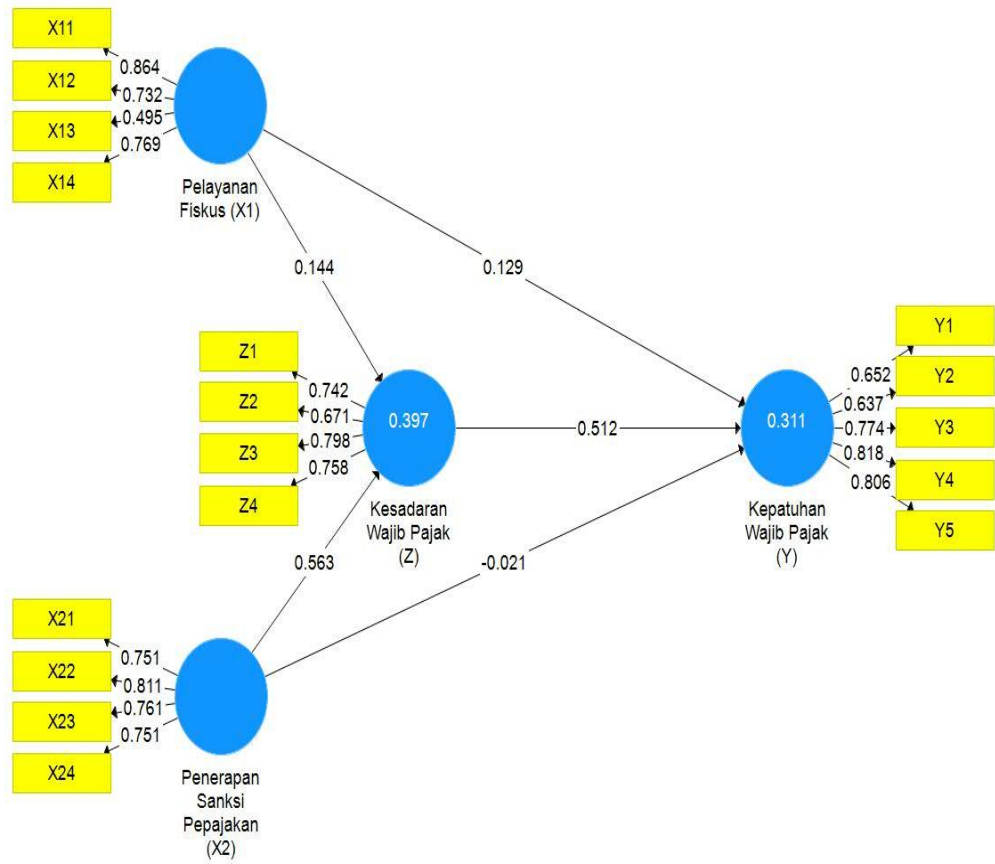 X11
X12
X13
X14
0.864
0.732
0.495
0.769
Pelayanan
Fiskus (X1)
0.144
0.129
Z1
Z2
Z3
Z4
0.742
0.671
0.798
0.758
0.397
Kesadaran
Wajib Pajak
(Z)
0.512
0.311
Kepatuhan
Wajib Pajak
(Y)
0.652
0.637
0.774
0.818
0.806
Y1
Y2
Y3
Y4
Y5
0.563
-0.021
X21
X22
X23
X24
0.751
0.811
0.761
0.751
Penerapan
Sanksi
Pepajakan
(X2)